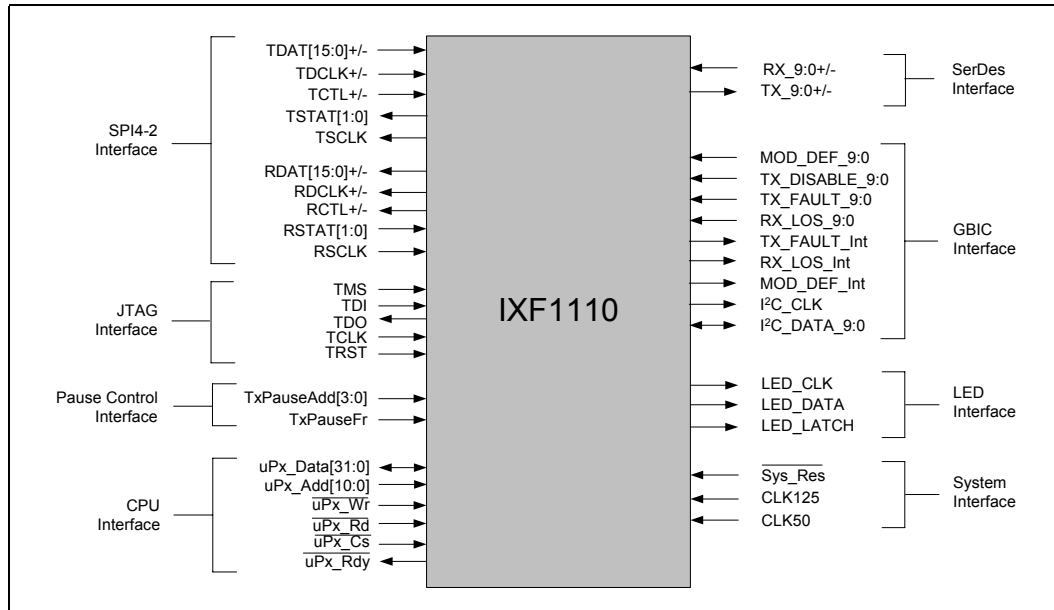 SPI4-2
Interface
TDAT[15:0]+/-
TDCLK+/-
TCTL+/-
TSTAT[1:0]
TSCLK
RDAT[15:0]+/-
RDCLK+/-
RCTL+/-
RSTAT[1:0]
RSCLK
JTAG
Interface
TMS
TDI
TDO
TCLK
TRST
Pause Control
Interface
TxPauseAdd[3:0]
TxPauseFr
CPU
Interface
uPx_Data[31:0]
uPx_Add[10:0]
uPx_Wr
uPx_Rd
uPx_Cs
uPx_Rdy
IXF1110
RX_9:0+/-
TX_9:0+/-
SerDes
Interface
MOD_DEF_9:0
TX_DISABLE_9:0
TX_FAULT_9:0
RX_LOS_9:0
TX_FAULT_Int
RX_LOS_Int
MOD_DEF_Int
I²C_CLK
I²C_DATA_9:0
GBIC
Interface
LED_CLK
LED_DATA
LED_LATCH
LED
Interface
Sys_Res
CLK125
CLK50
System
Interface